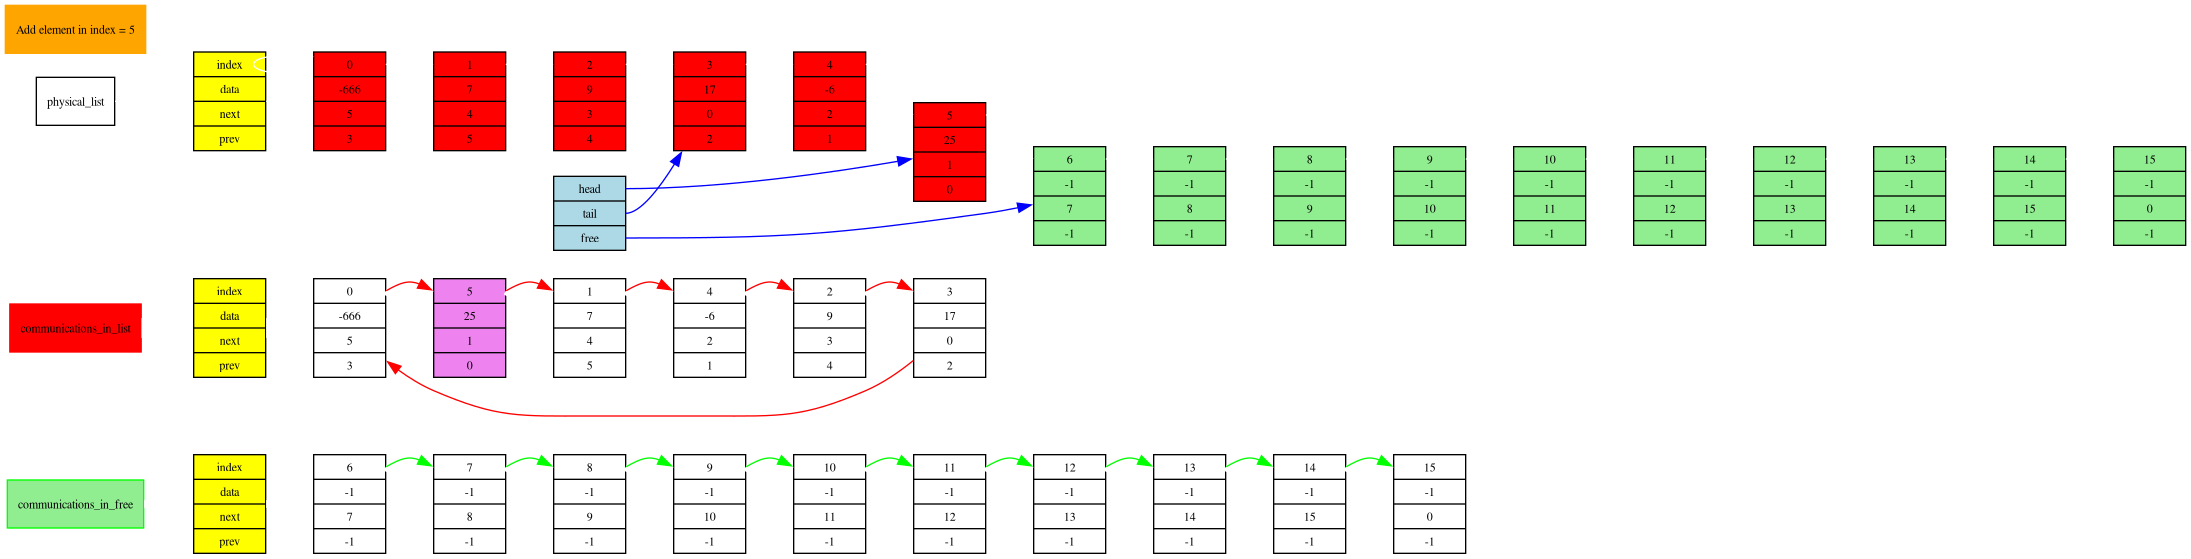 Add element in index = 5
physical_list
index 0 1 2 3 4
data -666 7 9 17 -6
next 5 4 3 0 2
prev 3 5 4 2 1
5
25
1
0
head
tail
free
6 7 8 9 10 11 12 13 14 15
-1 -1 -1 -1 -1 -1 -1 -1 -1 -1
7 8 9 10 11 12 13 14 15 0
-1 -1 -1 -1 -1 -1 -1 -1 -1 -1
communications_in_list
index 0 5 1 4 2 3
data -666 25 7 -6 9 17
next 5 1 4 2 3 0
prev 3 0 5 1 4 2
communications_in_free
index 6 7 8 9 10 11 12 13 14 15
data -1 -1 -1 -1 -1 -1 -1 -1 -1 -1
next 7 8 9 10 11 12 13 14 15 0
prev -1 -1 -1 -1 -1 -1 -1 -1 -1 -1